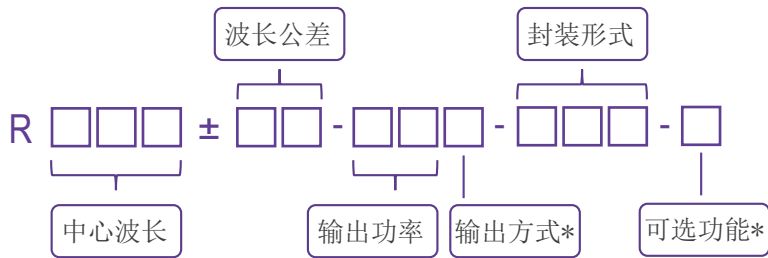 波长公差 封装形式
R □□□ ± □□ - □□□ - □□□ - □
中心波长 输出功率 输出方式* 可选功能*